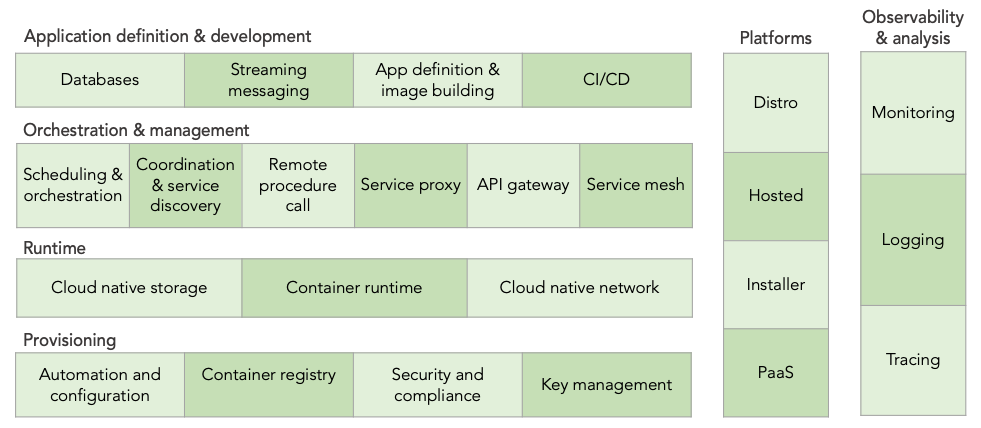 Application definition & development
Databases
Streaming
messaging
App definition &
image building
CI/CD
Orchestration & management
Scheduling &
orchestration
Coordination
& service
discovery
Remote
procedure
call
Service proxy
API gateway
Service mesh
Runtime
Cloud native storage
Container runtime
Cloud native network
Provisioning
Automation and
configuration
Container registry
Security and
compliance
Key management
Platforms
Distro
Hosted
Installer
PaaS
Observability
& analysis
Monitoring
Logging
Tracing